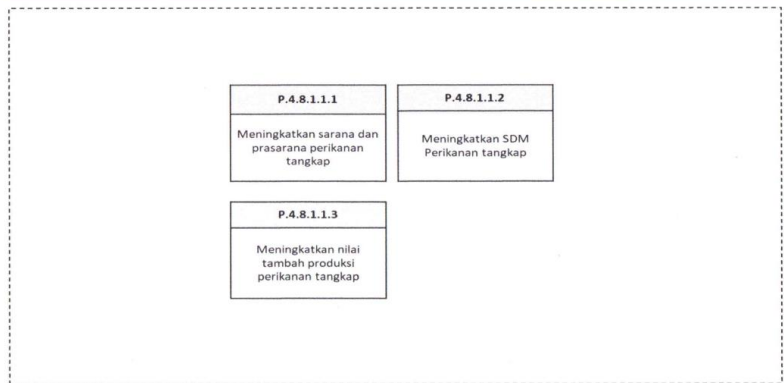 P.4.8.1.1.1
Meningkatkan sarana dan
prasarana perikanan
tangkap
P.4.8.1.1.2
Meningkatkan SDM
Perikanan tangkap
P.4.8.1.1.3
Meningkatkan nilai
tambah produksi
perikanan tangkap